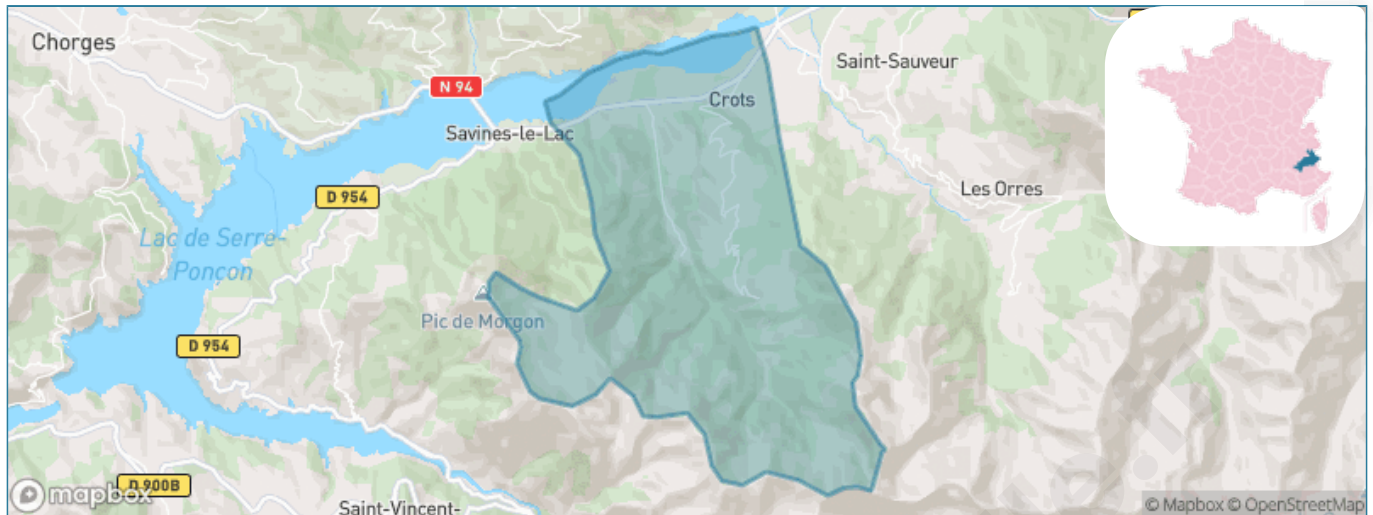 Chorges
N 94
Saint-Sauveur
Crots
Savines-le-Lac
D 954
Les Orres
Lac de Serre-
Ponçon
Pic de Morgon
D 954
D 900B
mapbox
Saint-Vincent-
© Mapbox © OpenStreetMap